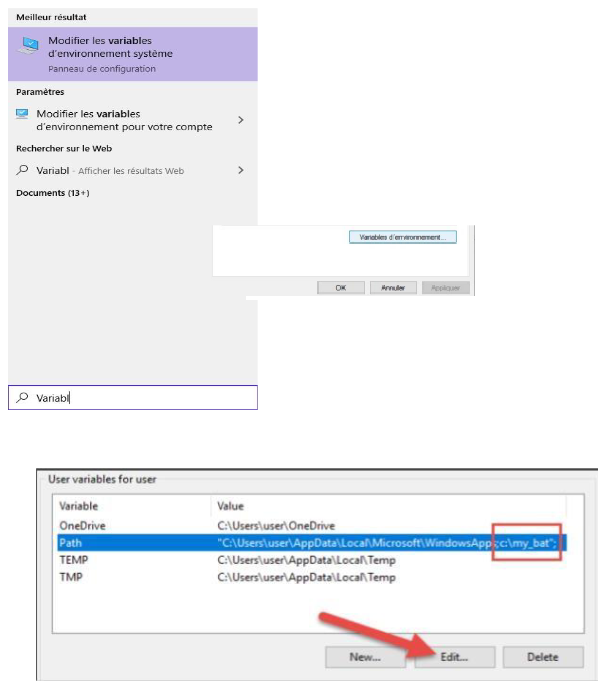 Meilleur résultat
Modifier les variables
d'environnement système
Panneau de configuration
Paramètres
Modifier les variables
d'environnement pour votre compte
Rechercher sur le Web
Variabl - Afficher les résultats Web
Documents (13+)
Variables d'environnement...
OK Annuler Appliquer
Variabl
User variables for user
Variable Value
OneDrive C:\Users\user\OneDrive
Path "C:\Users\user\AppData\Local\Microsoft\WindowsApps;c:\my_bat";
TEMP C:\Users\user\AppData\Local\Temp
TMP C:\Users\user\AppData\Local\Temp
New... Edit... Delete